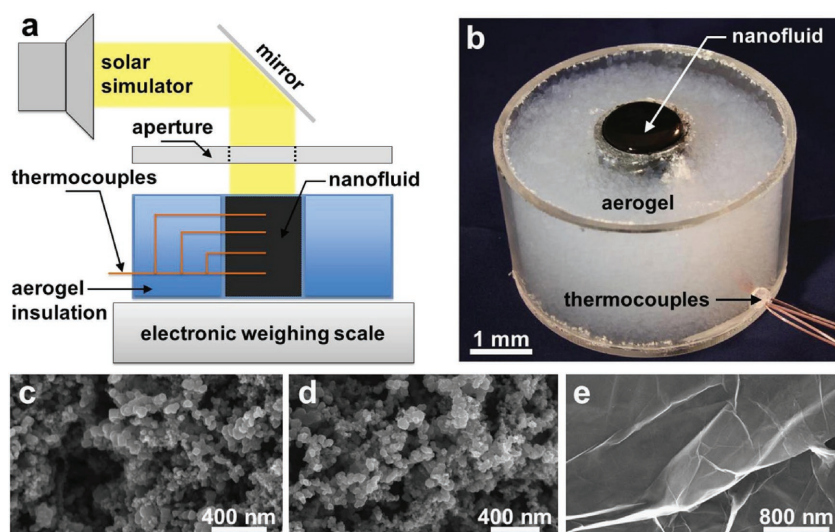 a
solar
simulator
mirror
aperture
thermocouples
nanofluid
aerogel
insulation
electronic weighing scale
b
nanofluid
aerogel
thermocouples
1 mm
c
400 nm
d
400 nm
e
800 nm